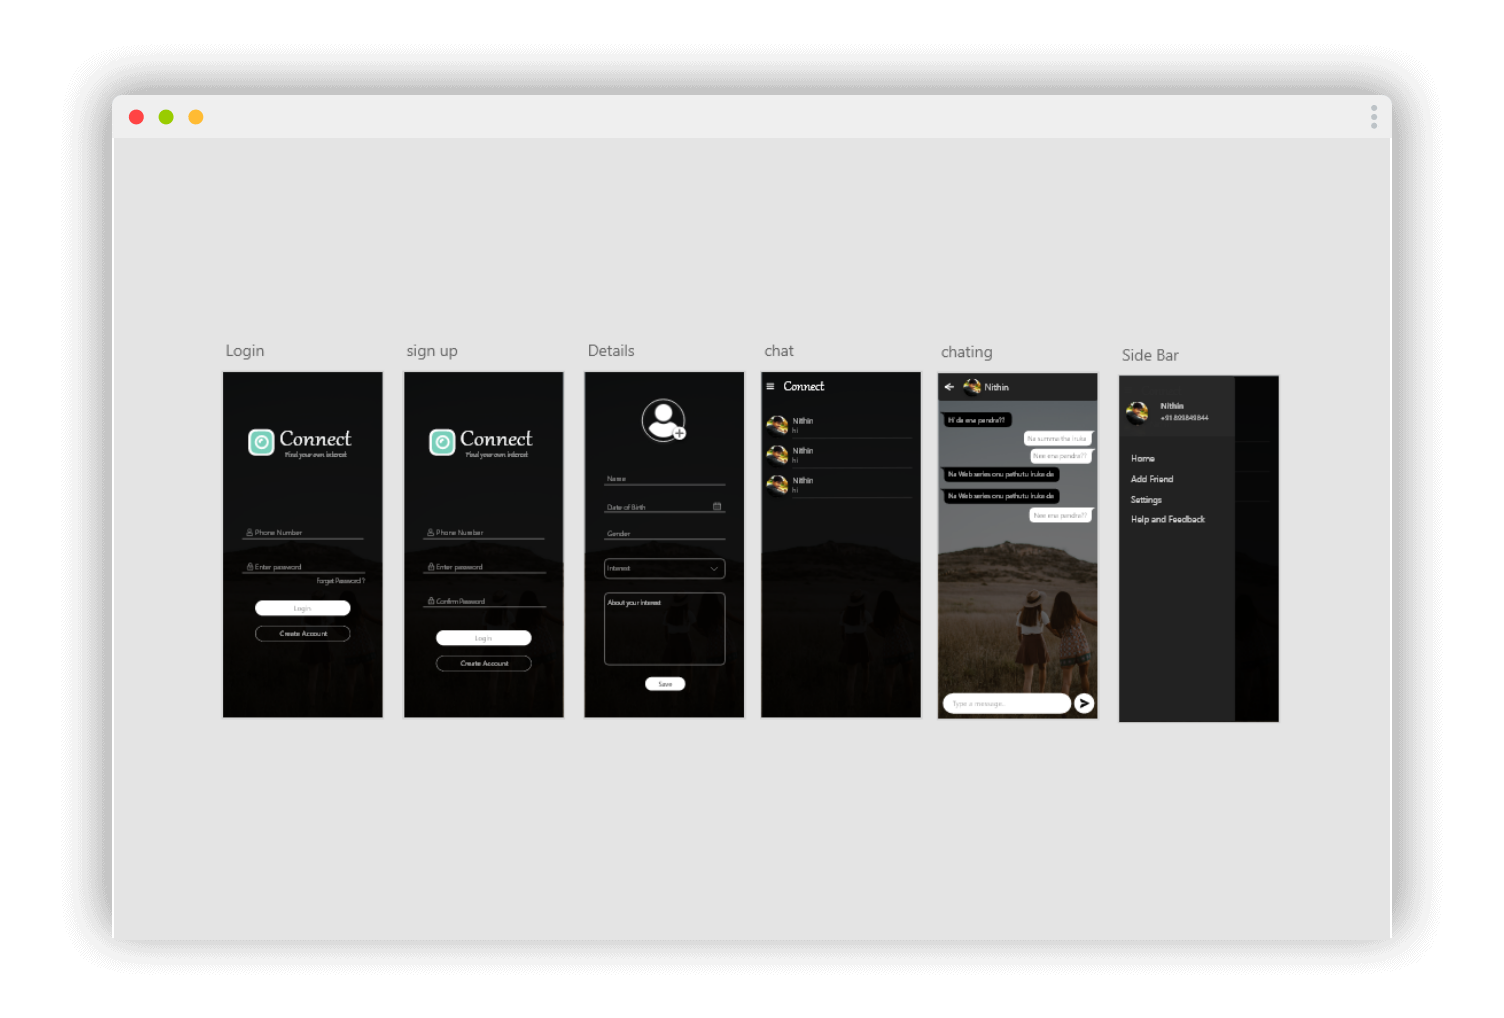 Login
Connect
Find your own interest
Phone Number
Enter password
Forget Password ?
Login
Create Account
sign up
Connect
Find your own interest
Phone Number
Enter password
Confirm Password
Login
Create Account
Details
Name
Date of Birth
Gender
Interest
About your Interest
Save
chat
Connect
Nithin
hi
Nithin
hi
Nithin
hi
chating
Nithin
Hi da ena pandra??
Na summa tha iruka
Nee ena pandra??
Na Web series onu pathutu iruka da
Na Web series onu pathutu iruka da
Nee ena pandra??
Type a message..
Side Bar
Nithin
Home
Add Friend
Settings
Help and Feedback